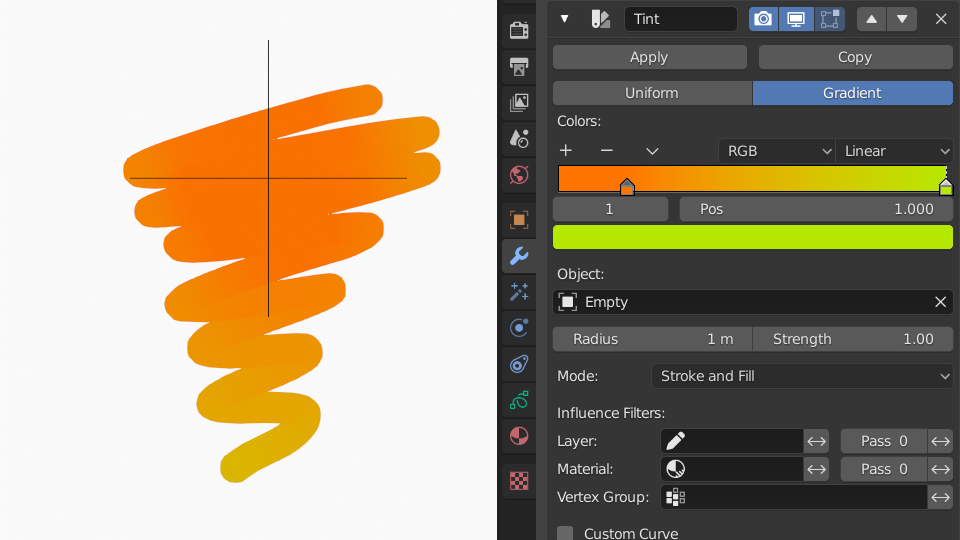 Tint
Apply Copy
Uniform Gradient
Colors:
RGB Linear
1 Pos 1.000
Object:
Empty
Radius 1 m Strength 1.00
Mode: Stroke and Fill
Influence Filters:
Layer: Pass 0
Material: Pass 0
Vertex Group:
Custom Curve